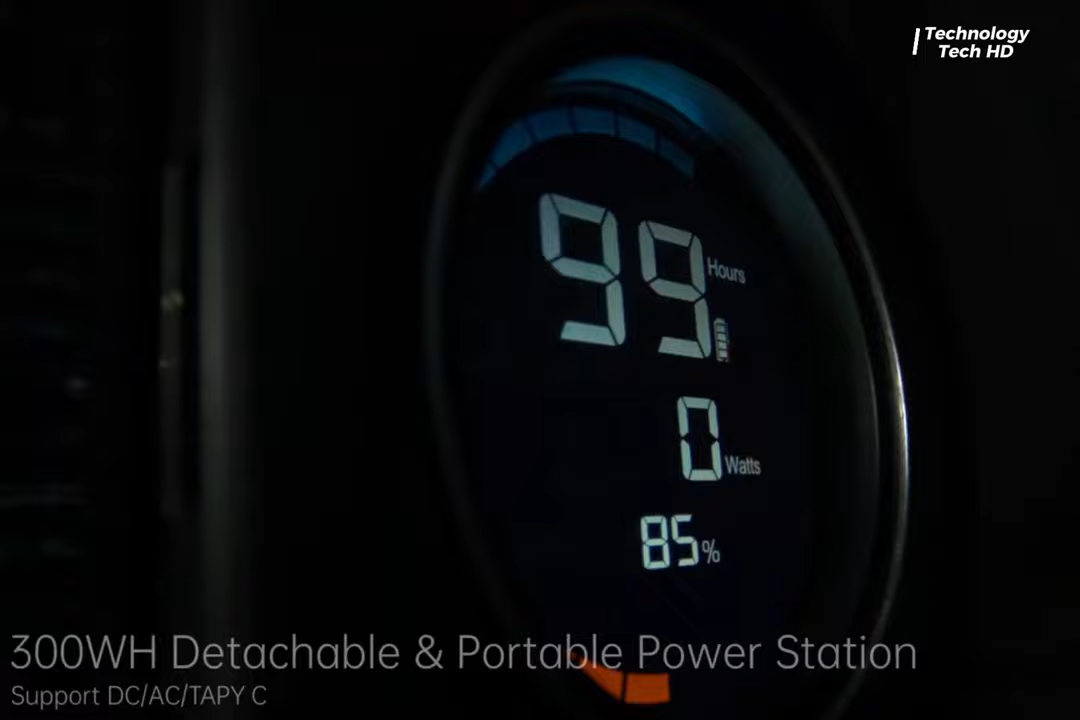 Technology
Tech HD
99 Hours
0 Watts
85 %
300WH Detachable & Portable Power Station
Support DC/AC/TAPY C